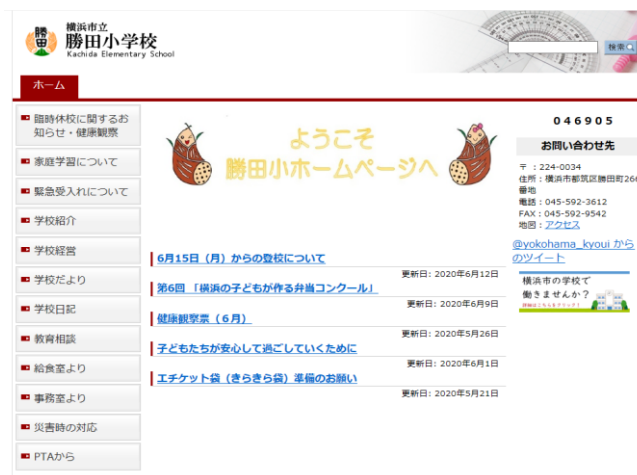 横浜市立
勝田小学校
Kachida Elementary School
検索
ホーム
臨時休校に関するお
知らせ・健康観察
家庭学習について
緊急受入れについて
学校紹介
学校経営
学校だより
学校日記
教育相談
給食室より
事務室より
災害時の対応
PTAから
ようこそ
勝田小ホームページへ
6月15日（月）からの登校について
更新日: 2020年6月12日
第6回 「横浜の子どもが作る弁当コンクール」
更新日: 2020年6月9日
健康観察票（６月）
更新日: 2020年5月26日
子どもたちが安心して過ごしていくために
更新日: 2020年6月1日
エチケット袋（きらきら袋）準備のお願い
更新日: 2020年5月21日
046905
お問い合わせ先
〒：224-0034
住所：横浜市都筑区勝田町266
番地
電話：045-592-3612
FAX：045-592-9542
地図：アクセス
@yokohama_kyoui から
のツイート
横浜市の学校で
働きませんか？